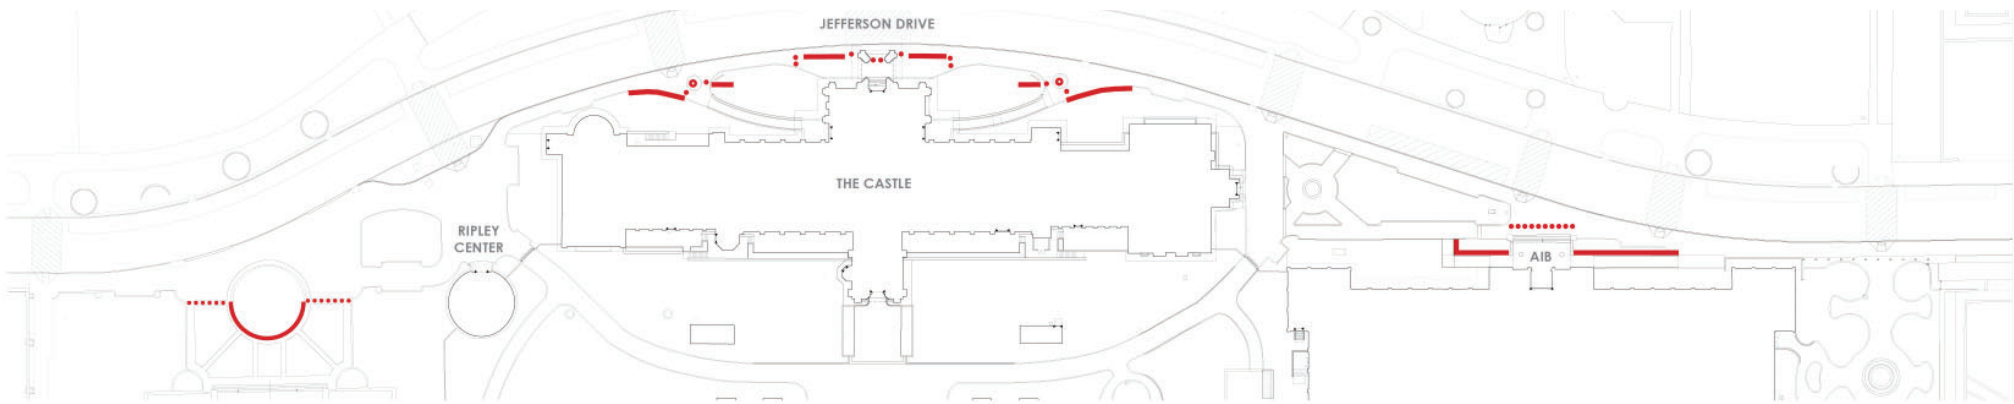 JEFFERSON DRIVE
THE CASTLE
RIPLEY
CENTER
AIB